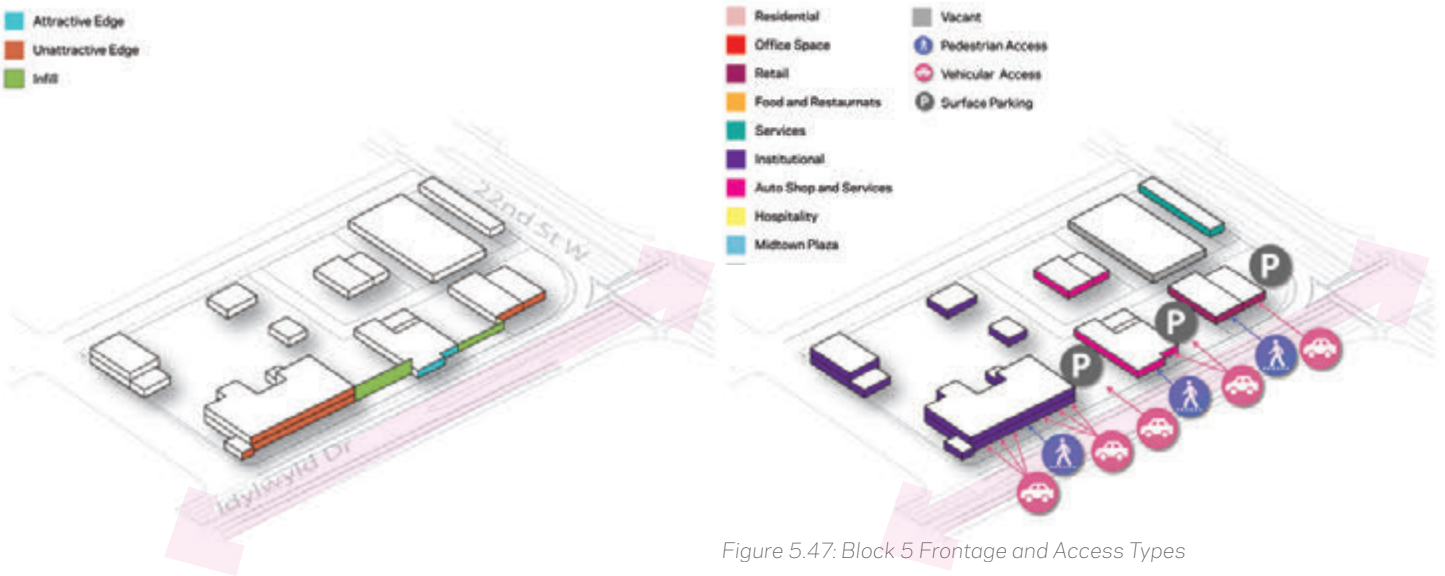 Attractive Edge
Unattractive Edge
Infill
22nd St W
Idylwyld Dr
Residential
Office Space
Retail
Food and Restaurnats
Services
Institutional
Auto Shop and Services
Hospitality
Midtown Plaza
Vacant
Pedestrian Access
Vehicular Access
P Surface Parking
P
P
P
Figure 5.47: Block 5 Frontage and Access Types